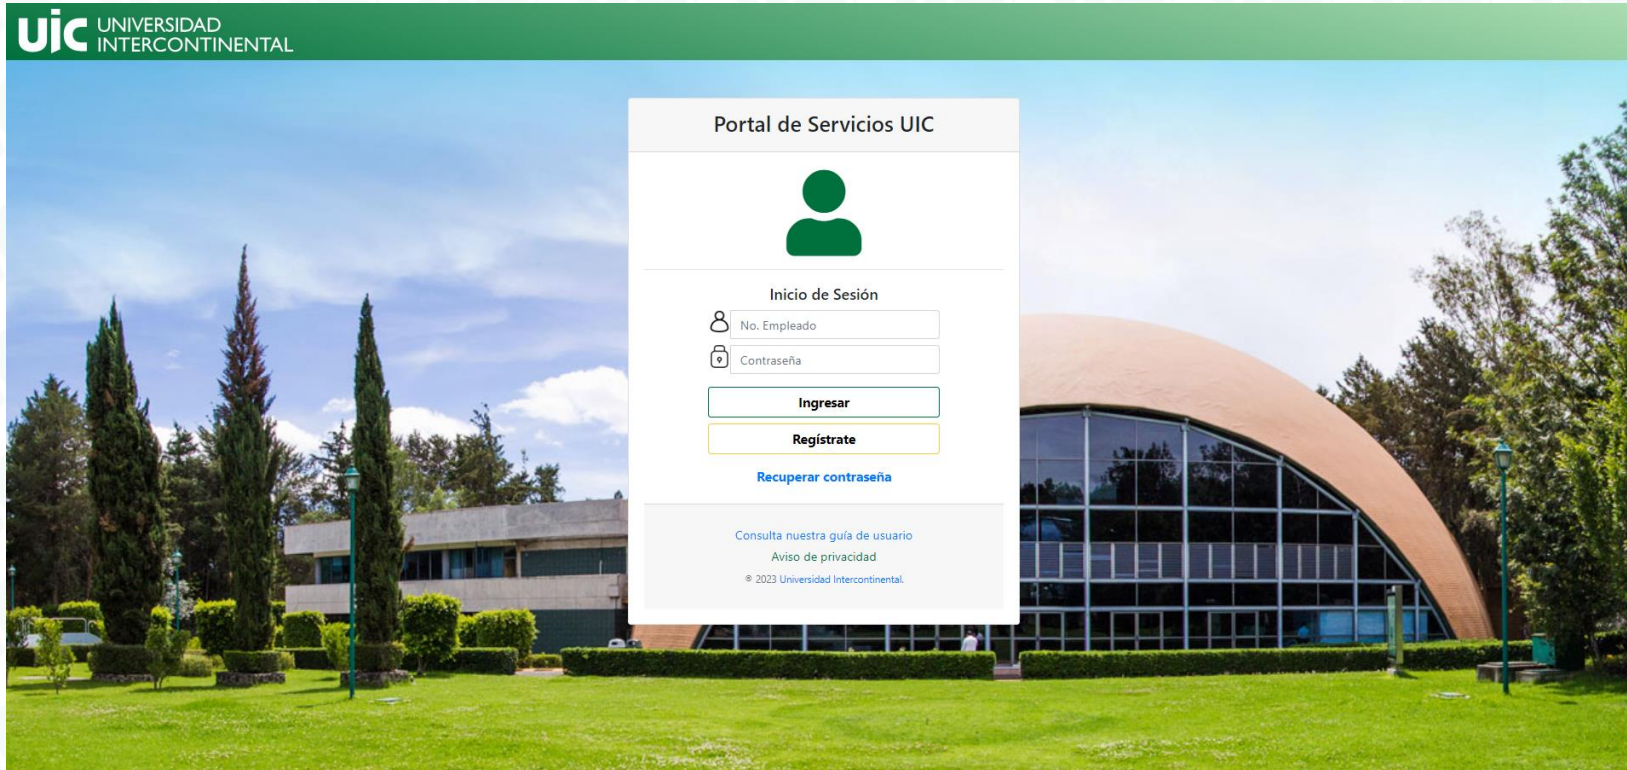 uic UNIVERSIDAD
INTERCONTINENTAL
Portal de Servicios UIC
Inicio de Sesión
No. Empleado
Contraseña
Ingresar
Regístrate
Recuperar contraseña
Consulta nuestra guía de usuario
Aviso de privacidad
® 2023 Universidad Intercontinental.